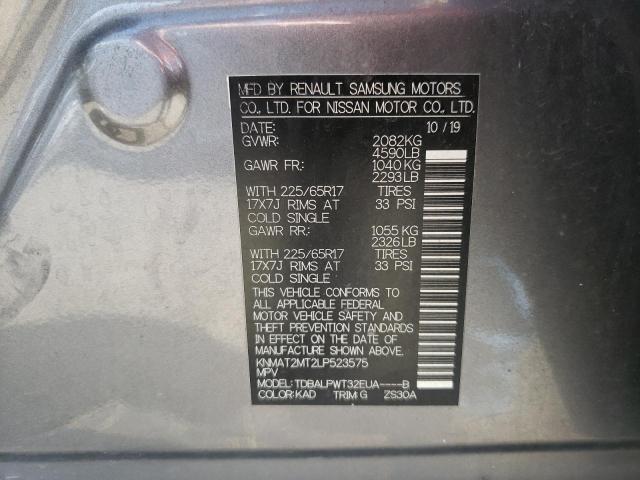 MFD BY RENAULT SAMSUNG MOTORS
CO., LTD. FOR NISSAN MOTOR CO., LTD.
DATE: 10/19
GVWR: 2082KG
4590LB
GAWR FR: 1040 KG
2293LB
WITH 225/65R17 TIRES
17X7J RIMS AT 33 PSI
COLD SINGLE
GAWR RR: 1055 KG
2326LB
WITH 225/65R17 TIRES
17X7J RIMS AT 33 PSI
COLD SINGLE
THIS VEHICLE CONFORMS TO
ALL APPLICABLE FEDERAL
MOTOR VEHICLE SAFETY AND
THEFT PREVENTION STANDARDS
IN EFFECT ON THE DATE OF
MANUFACTURE SHOWN ABOVE.
KNMAT2MT2LP523575
MPV
MODEL: TDBALPWT32EUA----B
COLOR: KAD TRIM: G ZS30A